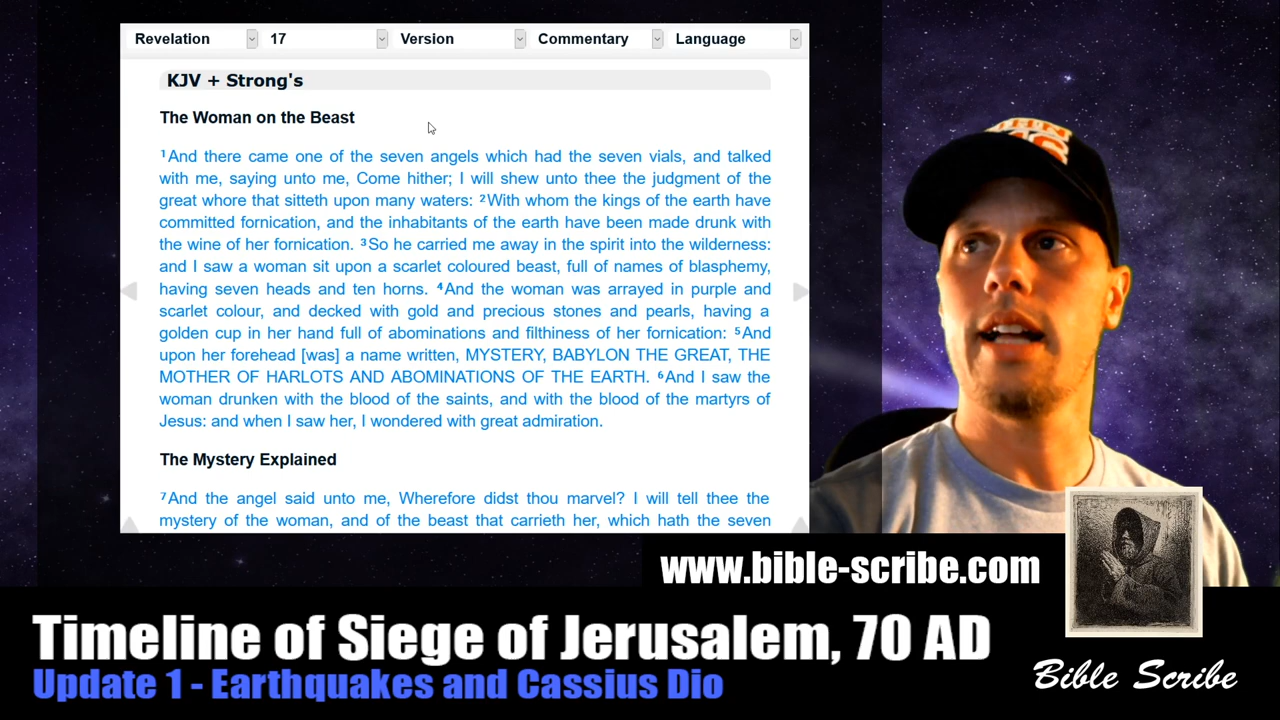 Revelation 17 Version Commentary Language
KJV + Strong's
The Woman on the Beast
¹And there came one of the seven angels which had the seven vials, and talked
with me, saying unto me, Come hither; I will shew unto thee the judgment of the
great whore that sitteth upon many waters: ²With whom the kings of the earth have
committed fornication, and the inhabitants of the earth have been made drunk with
the wine of her fornication. ³So he carried me away in the spirit into the wilderness:
and I saw a woman sit upon a scarlet coloured beast, full of names of blasphemy,
having seven heads and ten horns. ⁴And the woman was arrayed in purple and
scarlet colour, and decked with gold and precious stones and pearls, having a
golden cup in her hand full of abominations and filthiness of her fornication: ⁵And
upon her forehead [was] a name written, MYSTERY, BABYLON THE GREAT, THE
MOTHER OF HARLOTS AND ABOMINATIONS OF THE EARTH. ⁶And I saw the
woman drunken with the blood of the saints, and with the blood of the martyrs of
Jesus: and when I saw her, I wondered with great admiration.
The Mystery Explained
⁷And the angel said unto me, Wherefore didst thou marvel? I will tell thee the
mystery of the woman, and of the beast that carrieth her, which hath the seven
www.bible-scribe.com
Timeline of Siege of Jerusalem, 70 AD
Update 1 - Earthquakes and Cassius Dio
Bible Scribe